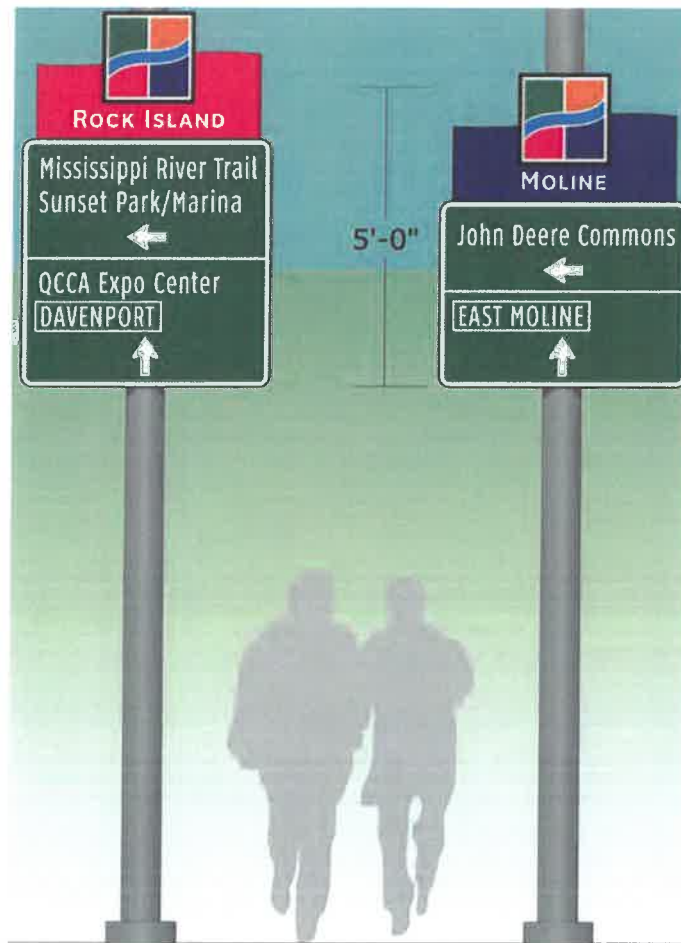 ROCK ISLAND
Mississippi River Trail
Sunset Park/Marina
QCCA Expo Center
DAVENPORT
5'-0"
MOLINE
John Deere Commons
EAST MOLINE